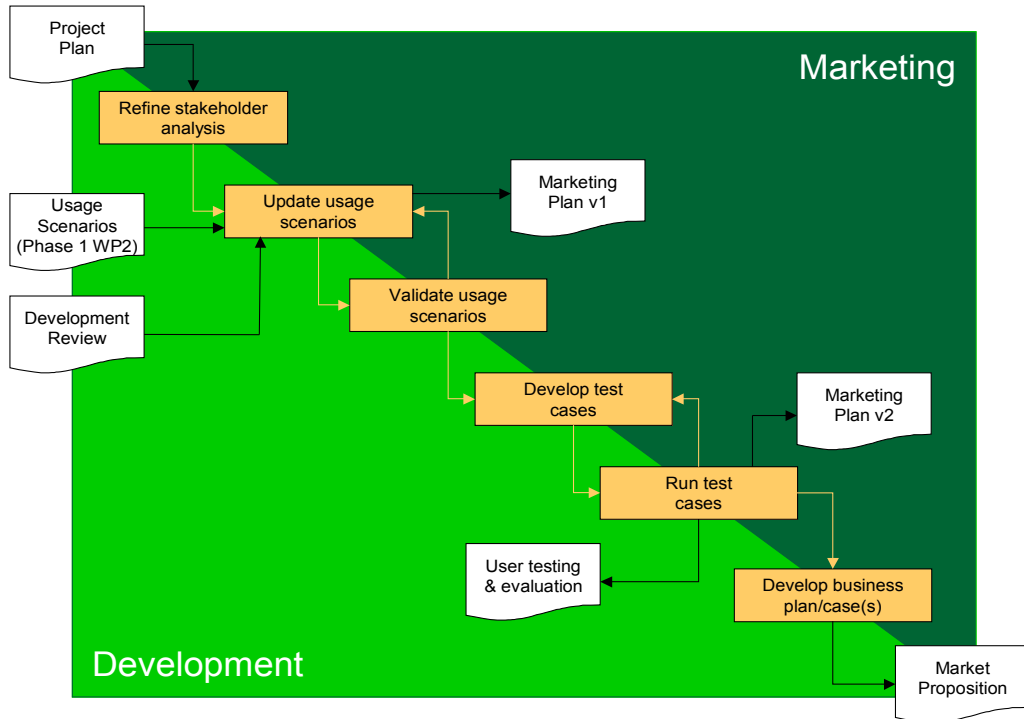 Project
Plan
Marketing
Refine stakeholder
analysis
Marketing
Plan v1
Usage
Scenarios
(Phase 1 WP2)
Update usage
scenarios
Validate usage
scenarios
Development
Review
Develop test
cases
Marketing
Plan v2
Run test
cases
User testing
& evaluation
Develop business
plan/case(s)
Development
Market
Proposition